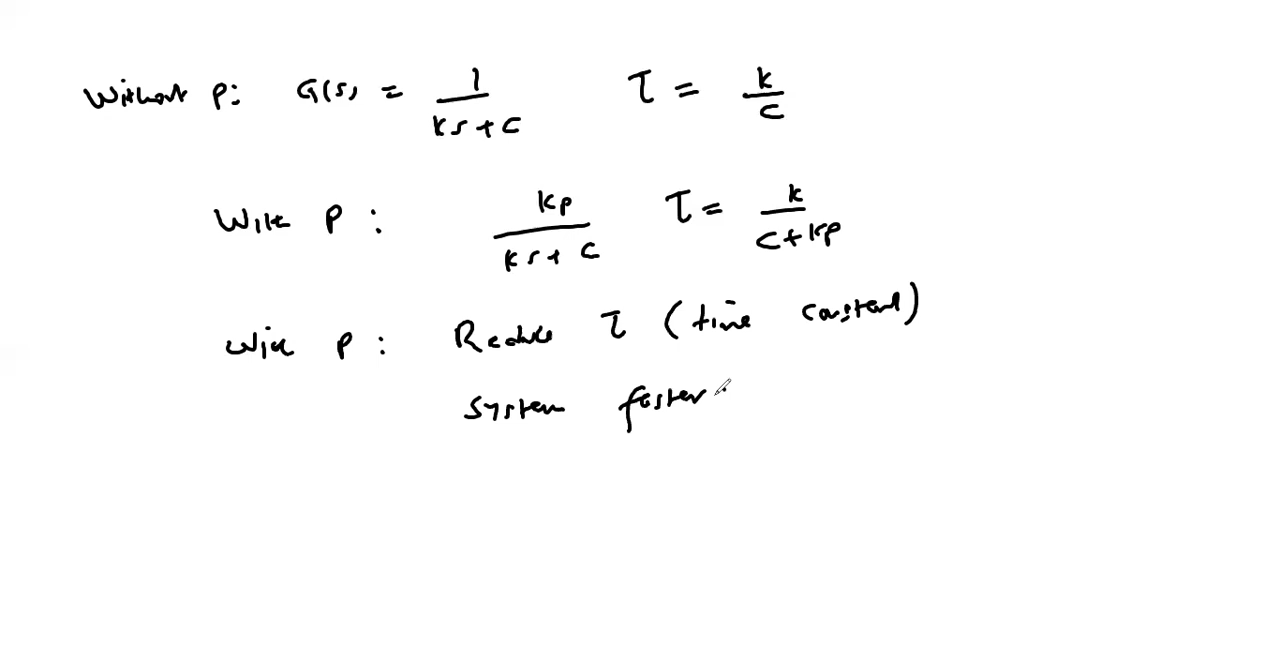 Without P: G(s) = 1/(ks + c) τ = k/c
With P : kp/(ks + c) τ = k/(c + kp)
With P : Reduce τ (time constant)
System faster